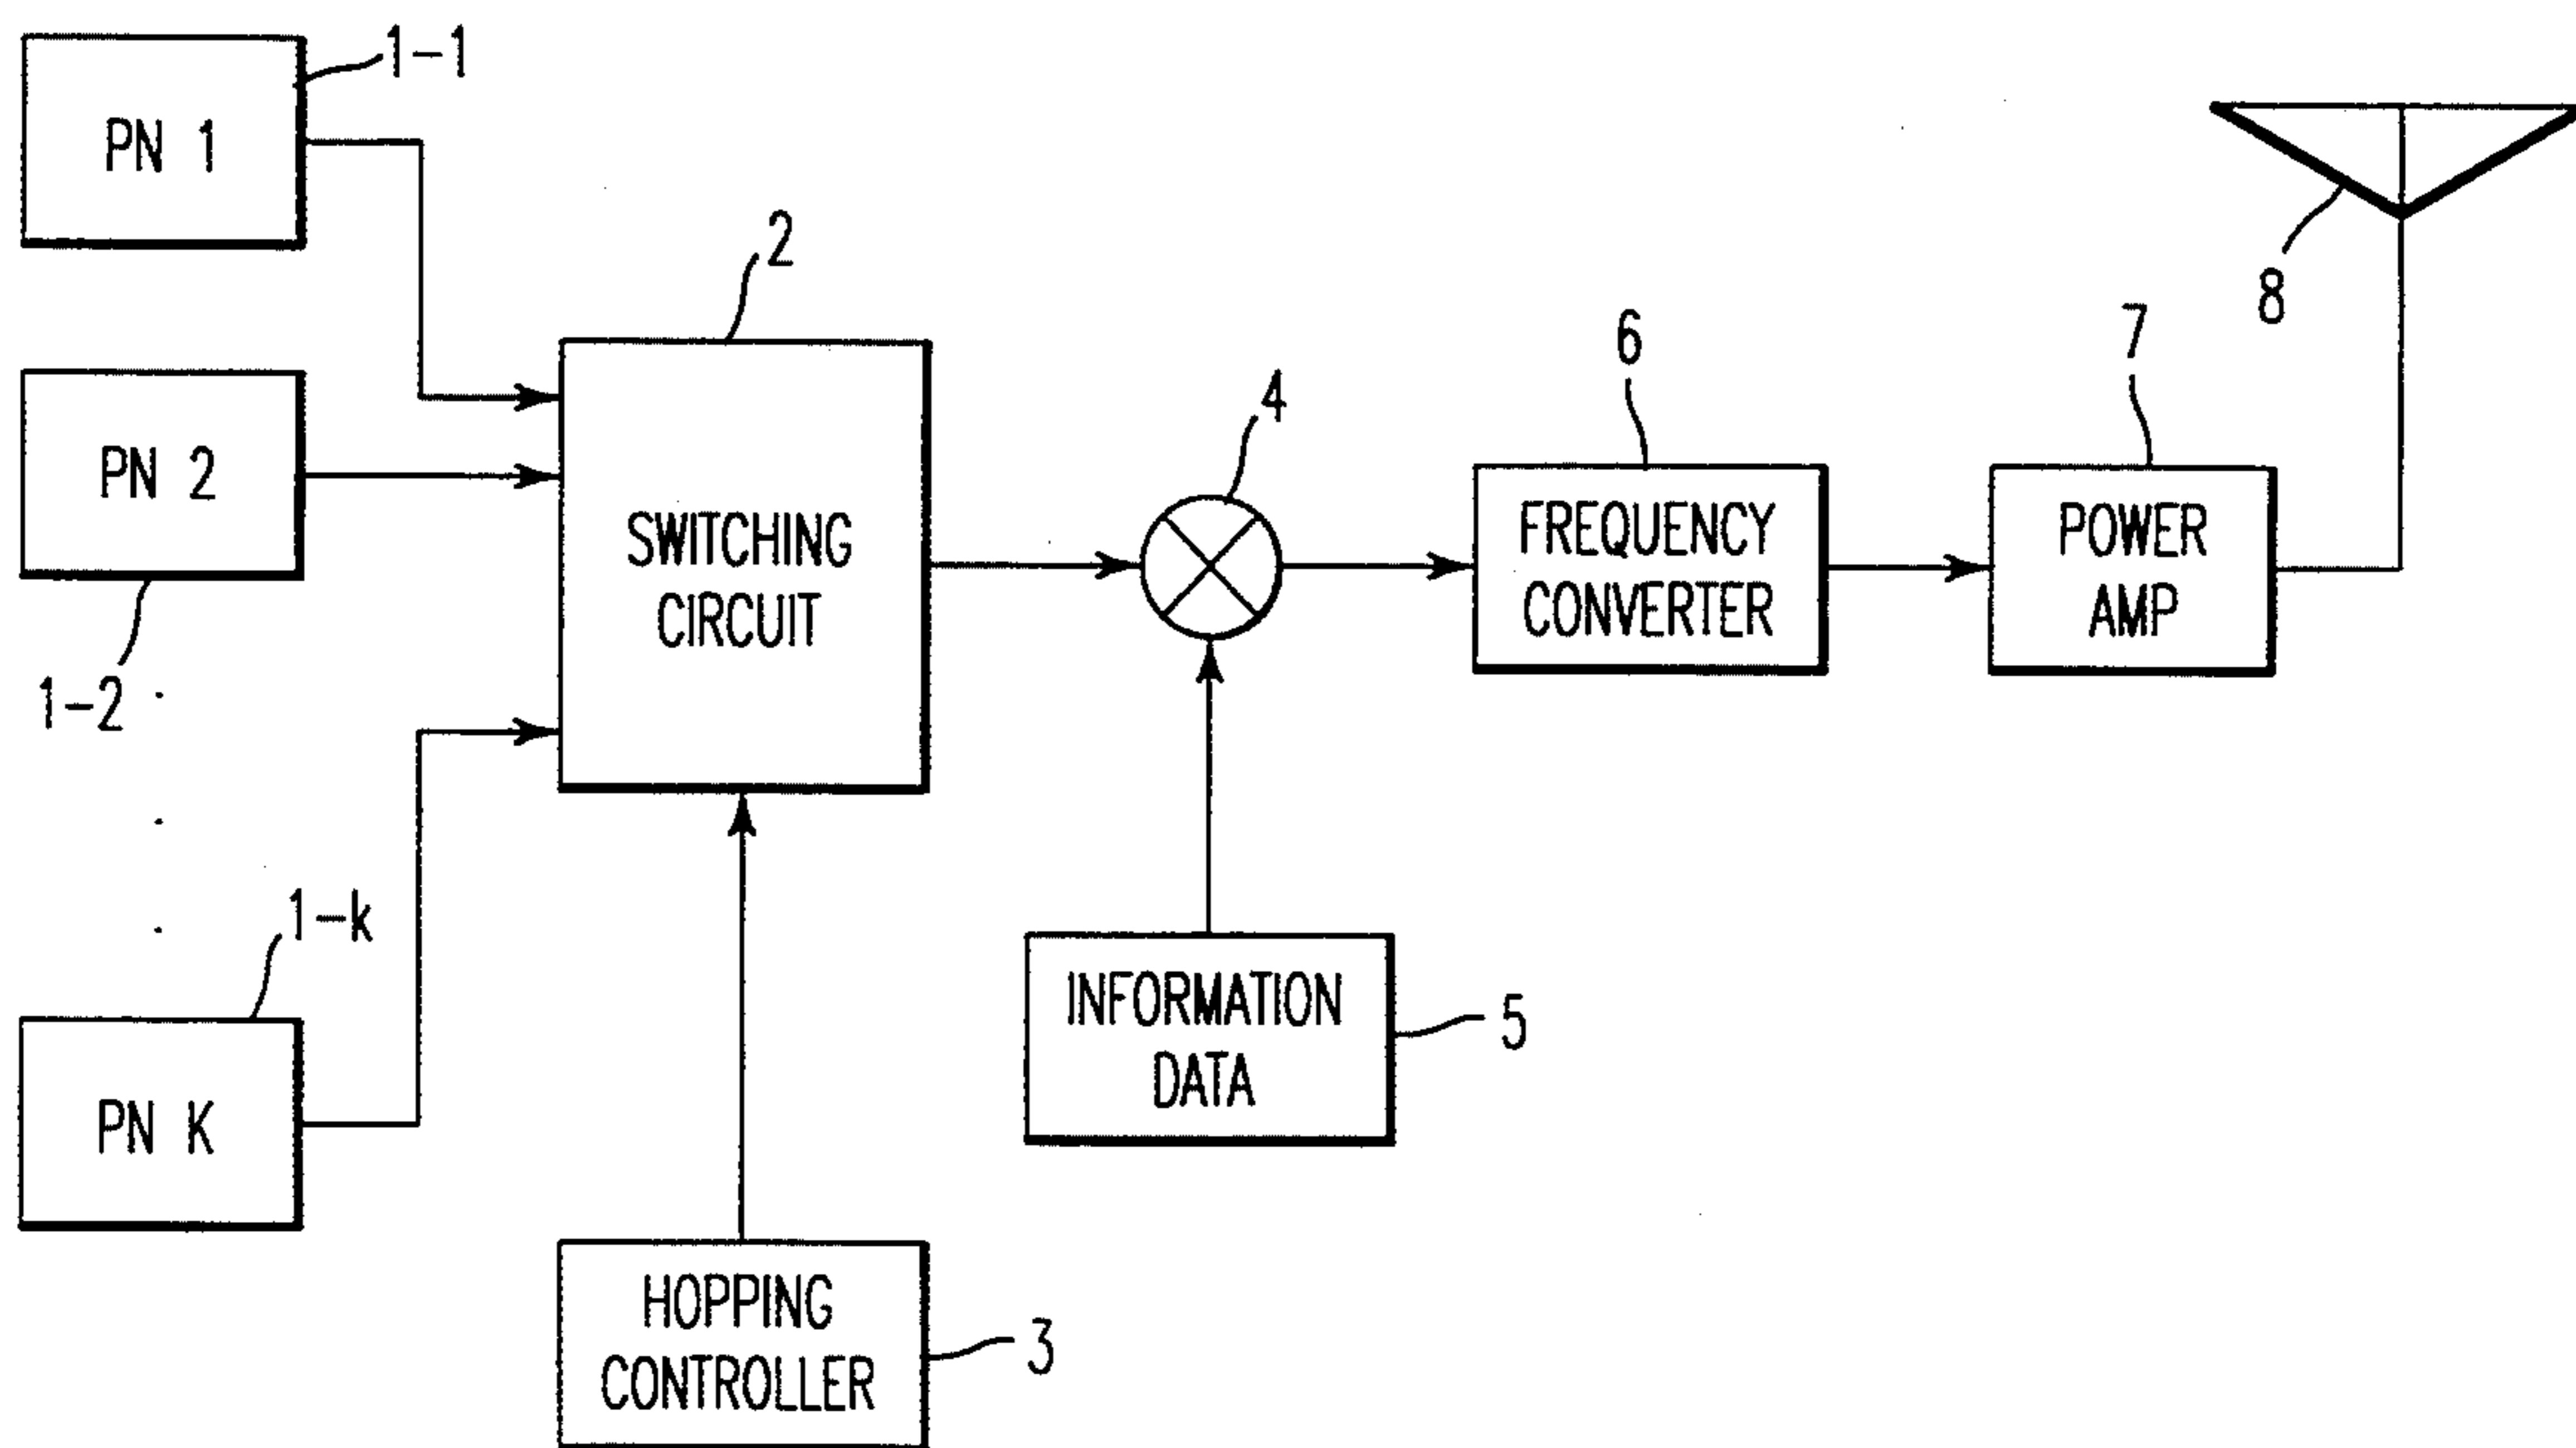 1-1
PN 1
2
PN 2
1-2
SWITCHING
CIRCUIT
4
6
FREQUENCY
CONVERTER
7
POWER
AMP
8
1-k
PN K
INFORMATION
DATA
5
HOPPING
CONTROLLER
3